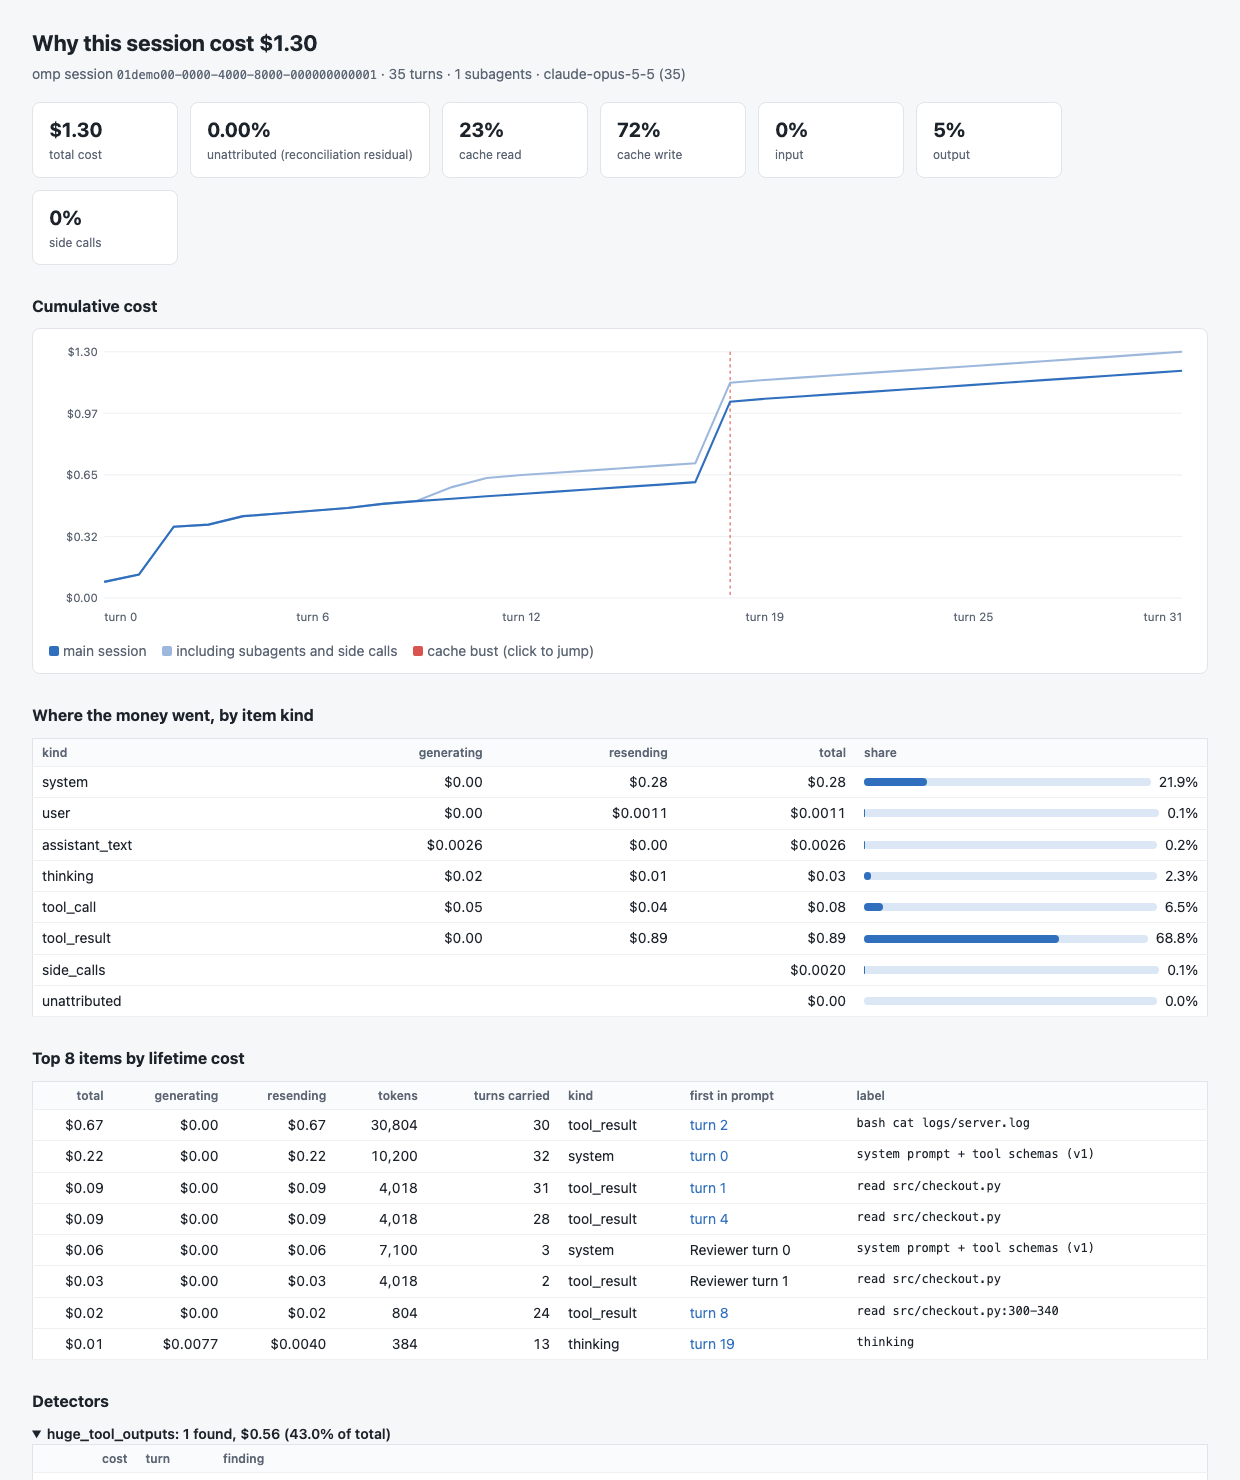 Why this session cost $1.30
omp session 01demo00-0000-4000-8000-000000000001 · 35 turns · 1 subagents · claude-opus-5-5 (35)
$1.30 0.00% 23% 72% 0% 5%
total cost unattributed (reconciliation residual) cache read cache write input output
0%
side calls
Cumulative cost
$1.30
$0.97
$0.65
$0.32
$0.00
turn 0 turn 6 turn 12 turn 19 turn 25 turn 31
main session including subagents and side calls cache bust (click to jump)
Where the money went, by item kind
kind generating resending total share
system $0.00 $0.28 $0.28 21.9%
user $0.00 $0.0011 $0.0011 0.1%
assistant_text $0.0026 $0.00 $0.0026 0.2%
thinking $0.02 $0.01 $0.03 2.3%
tool_call $0.05 $0.04 $0.08 6.5%
tool_result $0.00 $0.89 $0.89 68.8%
side_calls $0.0020 0.1%
unattributed $0.00 0.0%
Top 8 items by lifetime cost
total generating resending tokens turns carried kind first in prompt label
$0.67 $0.00 $0.67 30,804 30 tool_result turn 2 bash cat logs/server.log
$0.22 $0.00 $0.22 10,200 32 system turn 0 system prompt + tool schemas (v1)
$0.09 $0.00 $0.09 4,018 31 tool_result turn 1 read src/checkout.py
$0.09 $0.00 $0.09 4,018 28 tool_result turn 4 read src/checkout.py
$0.06 $0.00 $0.06 7,100 3 system Reviewer turn 0 system prompt + tool schemas (v1)
$0.03 $0.00 $0.03 4,018 2 tool_result Reviewer turn 1 read src/checkout.py
$0.02 $0.00 $0.02 804 24 tool_result turn 8 read src/checkout.py:300-340
$0.01 $0.0077 $0.0040 384 13 thinking turn 19 thinking
Detectors
▼ huge_tool_outputs: 1 found, $0.56 (43.0% of total)
cost turn finding